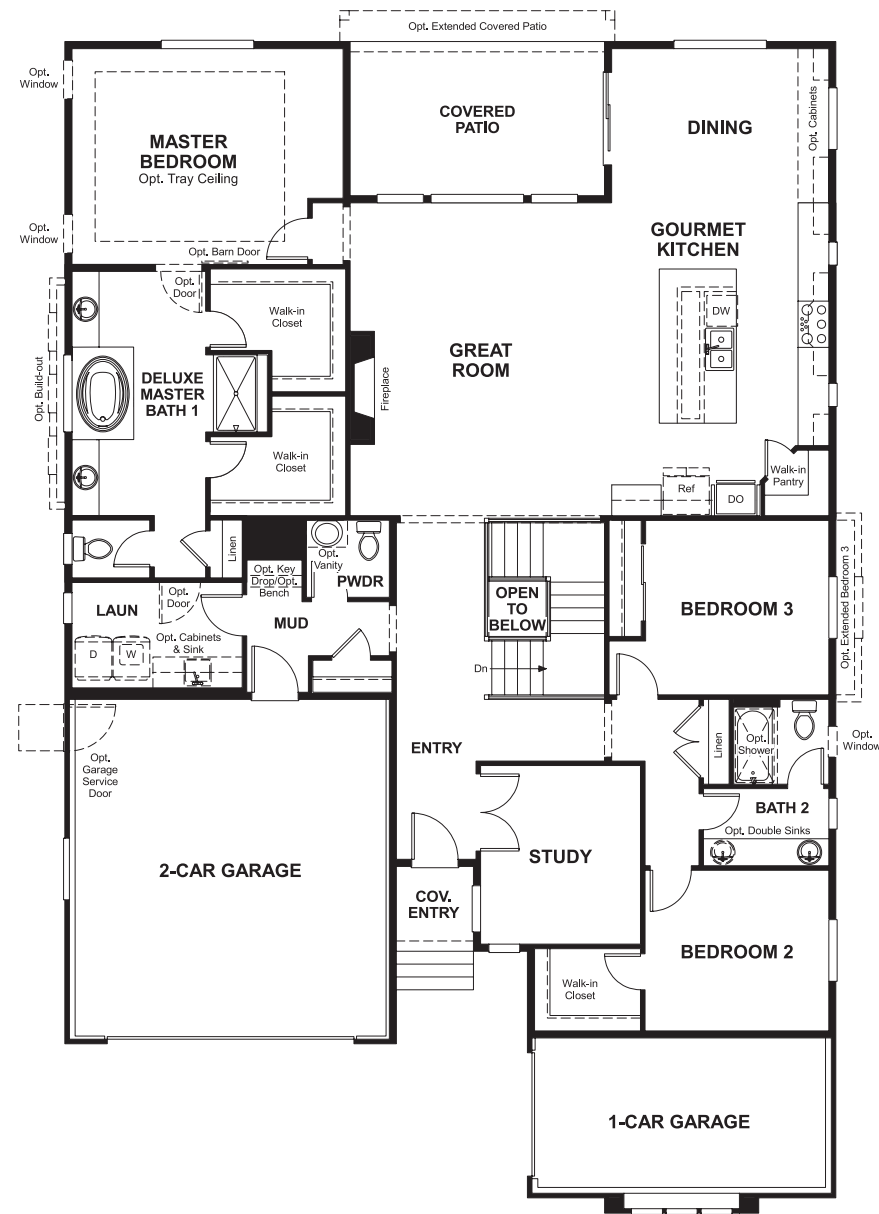 Opt. Extended Covered Patio
Opt.
Window
MASTER
BEDROOM
Opt. Tray Ceiling
COVERED
PATIO
DINING
Opt. Cabinets
Opt.
Window
Opt. Barn Door
GOURMET
KITCHEN
Opt.
Door
Walk-in
Closet
DW
Opt. Build-out
DELUXE
MASTER
BATH 1
GREAT
ROOM
Fireplace
Walk-in
Closet
Walk-in
Pantry
Ref
DO
Linen
Opt.
Vanity
PWDR
Opt. Key
Drop/Opt.
Bench
LAUN
Opt.
Door
MUD
Opt. Cabinets
& Sink
D
W
OPEN
TO
BELOW
Dn
BEDROOM 3
Opt. Extended Bedroom 3
Opt.
Garage
Service
Door
ENTRY
Linen
Opt.
Shower
Opt.
Window
BATH 2
Opt. Double Sinks
2-CAR GARAGE
STUDY
COV.
ENTRY
BEDROOM 2
Walk-in
Closet
1-CAR GARAGE